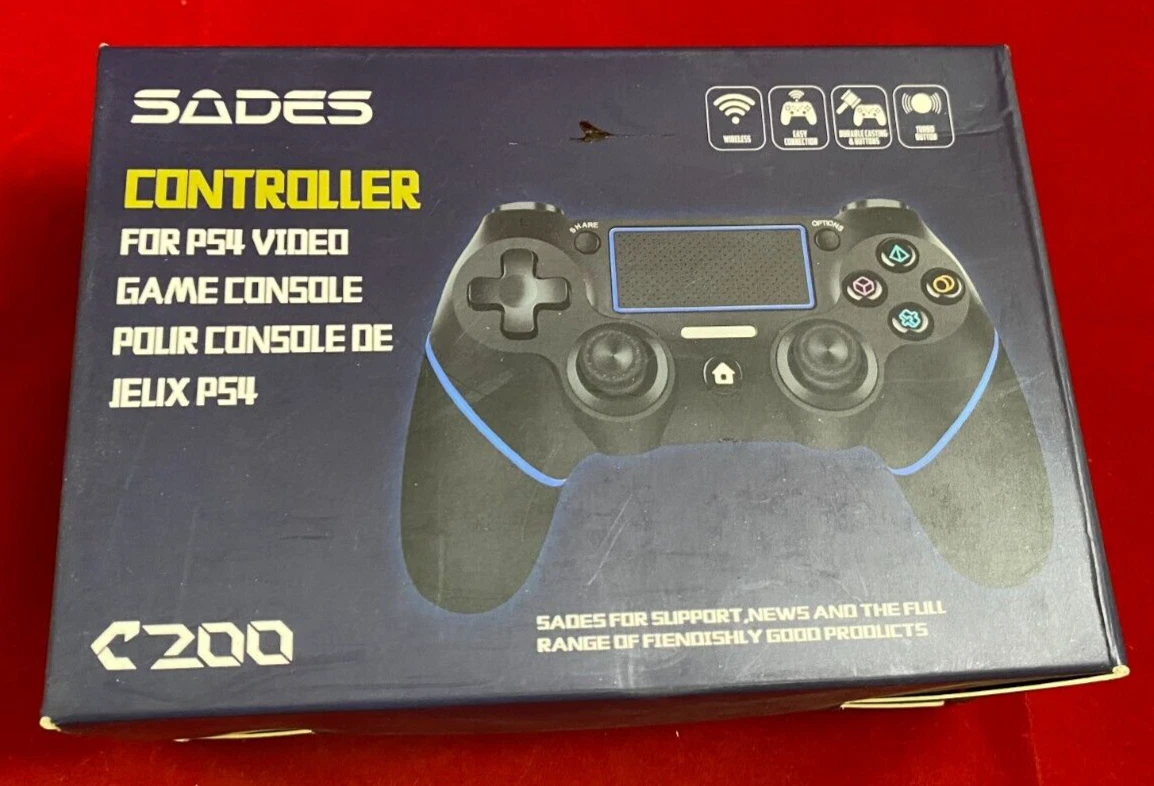 SADES
WIRELESS
EASY
CONNECTION
DURABLE CASTING
& BUTTONS
TURBO
BUTTON
CONTROLLER
FOR PS4 VIDEO
GAME CONSOLE
POUR CONSOLE DE
JEUX PS4
SHARE
OPTIONS
C200
SADES FOR SUPPORT,NEWS AND THE FULL
RANGE OF FIENDISHLY GOOD PRODUCTS